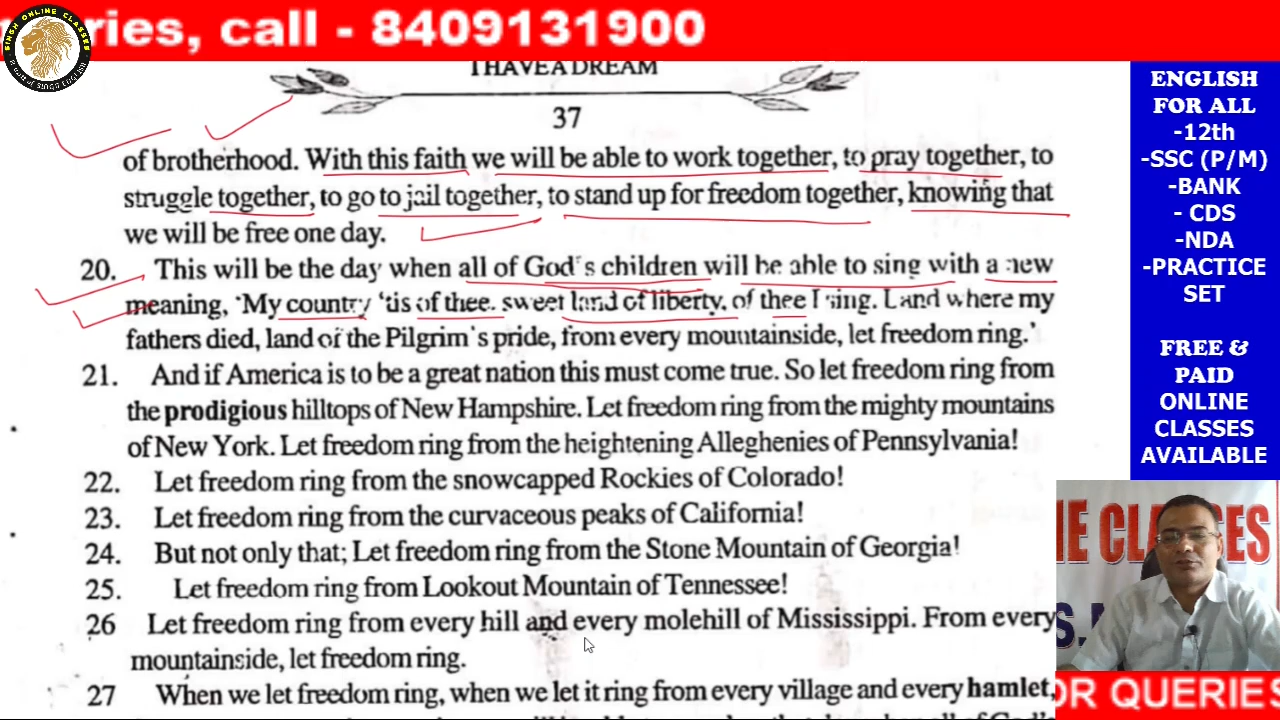 ries, call - 8409131900
SINGH ONLINE CLASSES
I HAVE A DREAM
37
of brotherhood. With this faith we will be able to work together, to pray together, to
struggle together, to go to jail together, to stand up for freedom together, knowing that
we will be free one day.
20. This will be the day when all of God's children will be able to sing with a new
meaning, 'My country 'tis of thee. sweet land of liberty. of thee I sing. Land where my
fathers died, land of the Pilgrim's pride, from every mountainside, let freedom ring.'
21. And if America is to be a great nation this must come true. So let freedom ring from
the prodigious hilltops of New Hampshire. Let freedom ring from the mighty mountains
of New York. Let freedom ring from the heightening Alleghenies of Pennsylvania!
22. Let freedom ring from the snowcapped Rockies of Colorado!
23. Let freedom ring from the curvaceous peaks of California!
24. But not only that; Let freedom ring from the Stone Mountain of Georgia!
25. Let freedom ring from Lookout Mountain of Tennessee!
26 Let freedom ring from every hill and every molehill of Mississippi. From every
mountainside, let freedom ring.
27 When we let freedom ring, when we let it ring from every village and every hamlet,
ENGLISH
FOR ALL
-12th
-SSC (P/M)
-BANK
- CDS
-NDA
-PRACTICE
SET
FREE &
PAID
ONLINE
CLASSES
AVAILABLE
NE CLASSES
OR QUERIES